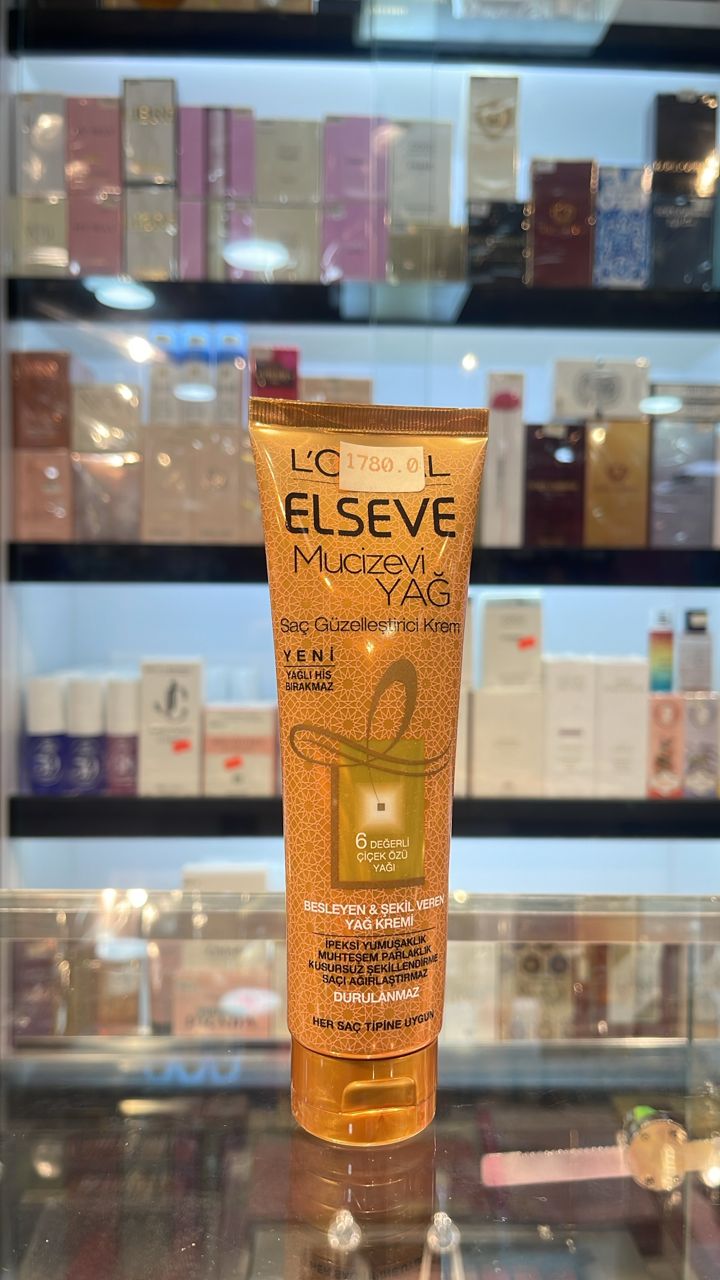 L'O AL
1780.0
ELSEVE
Mucizevi
YAĞ
Saç Güzelleştirici Krem
YENİ
YAĞLI HİS
BIRAKMAZ
6 DEĞERLİ
ÇİÇEK ÖZÜ
YAĞI
BESLEYEN & ŞEKİL VEREN
YAĞ KREMİ
İPEKSİ YUMUŞAKLIK
MUHTEŞEM PARLAKLIK
KUSURSUZ ŞEKİLLENDİRME
SAÇI AĞIRLAŞTIRMAZ
DURULANMAZ
HER SAÇ TİPİNE UYGUN